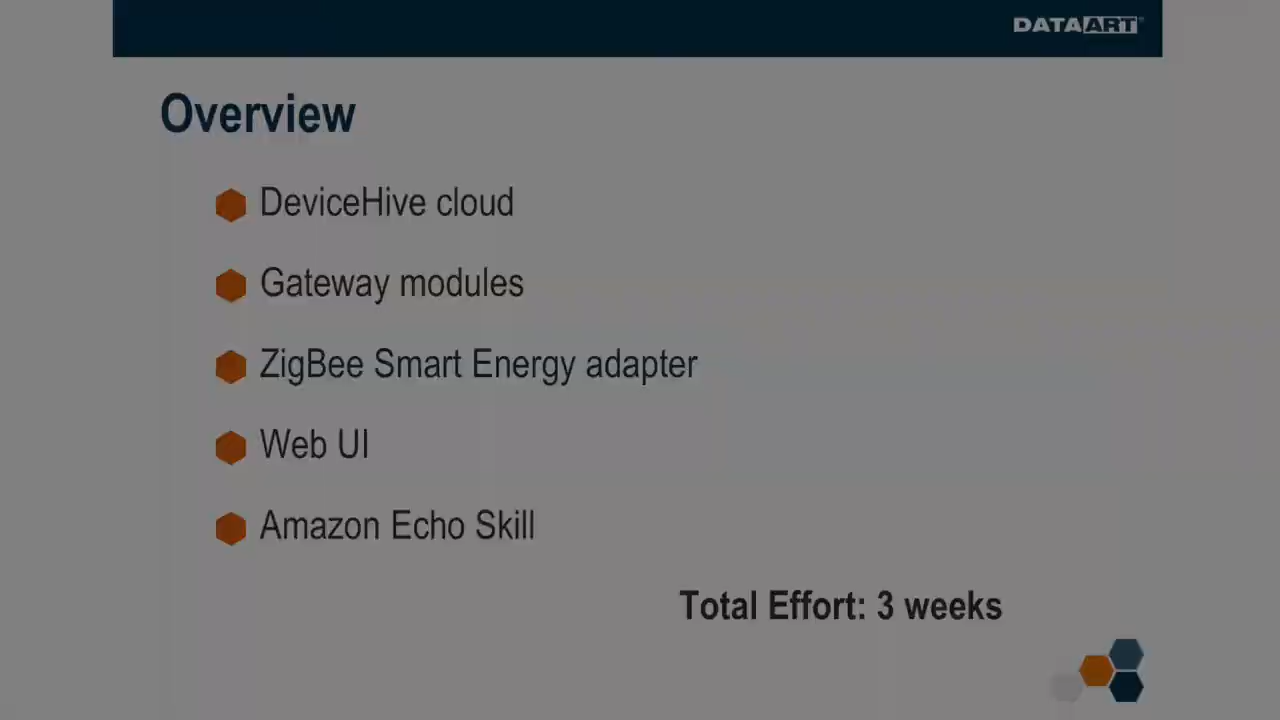 DATAART
Overview
DeviceHive cloud
Gateway modules
ZigBee Smart Energy adapter
Web UI
Amazon Echo Skill
Total Effort: 3 weeks